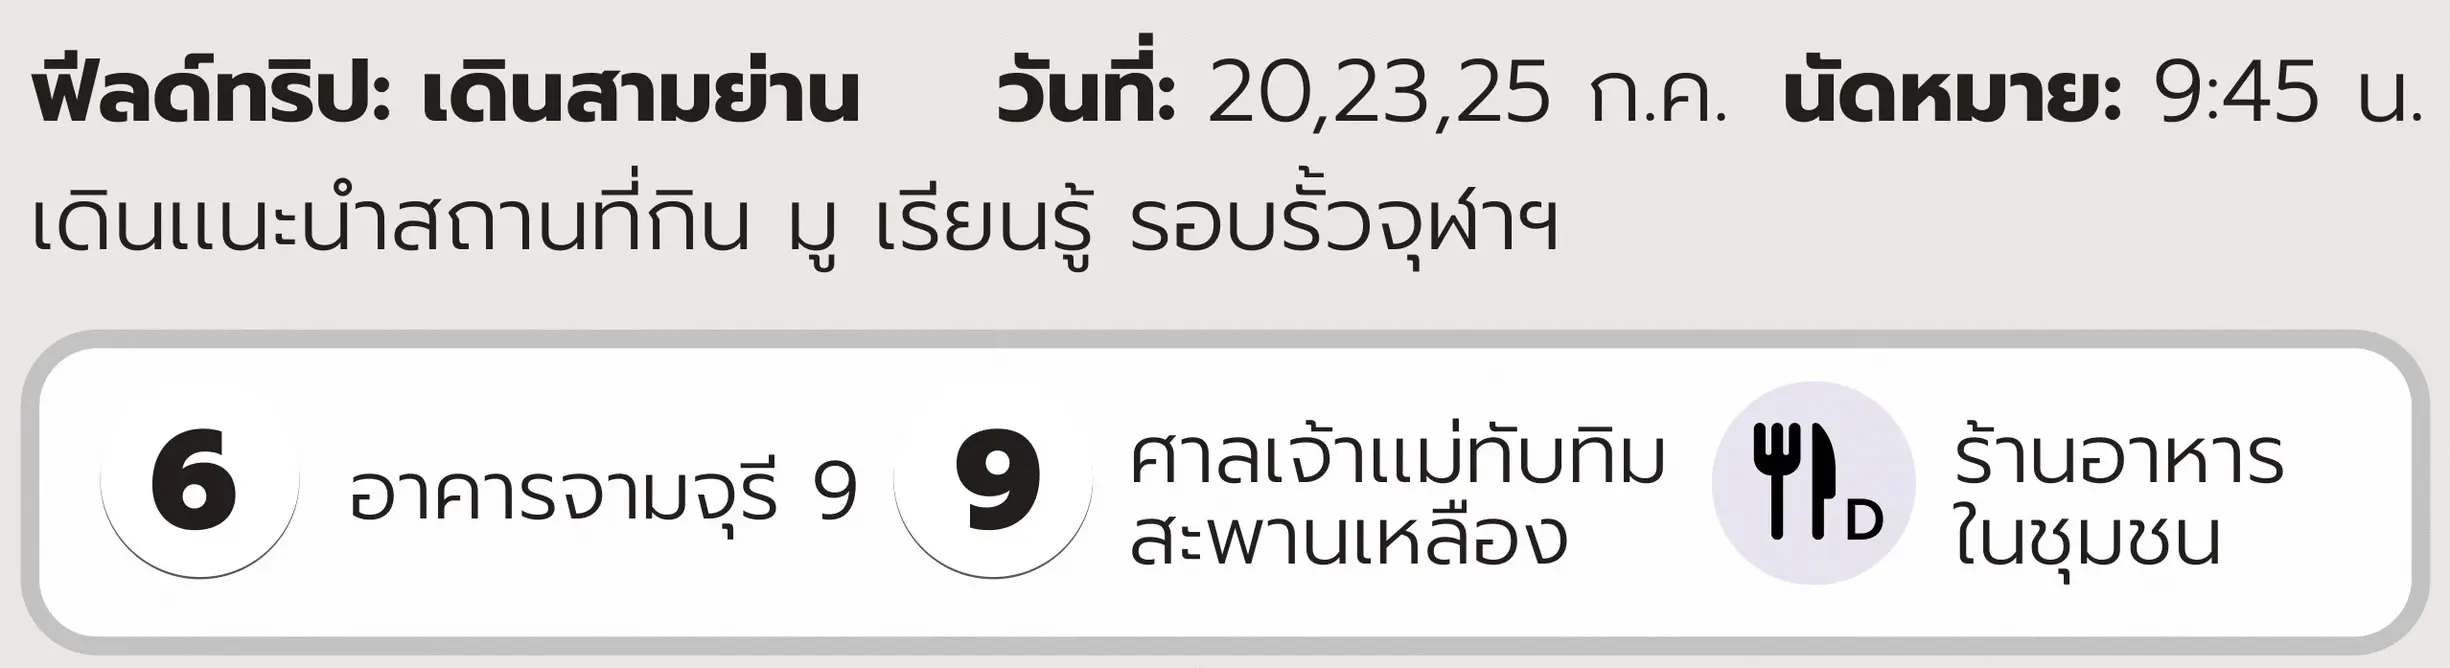 ฟีลด์ทริป: เดินสามย่าน วันที่: 20,23,25 ก.ค. นัดหมาย: 9:45 น.
เดินแนะนำสถานที่กิน มู เรียนรู้ รอบรั้วจุฬาฯ
6 อาคารจามจุรี 9
9 ศาลเจ้าแม่ทับทิม
สะพานเหลือง
D ร้านอาหาร
ในชุมชน